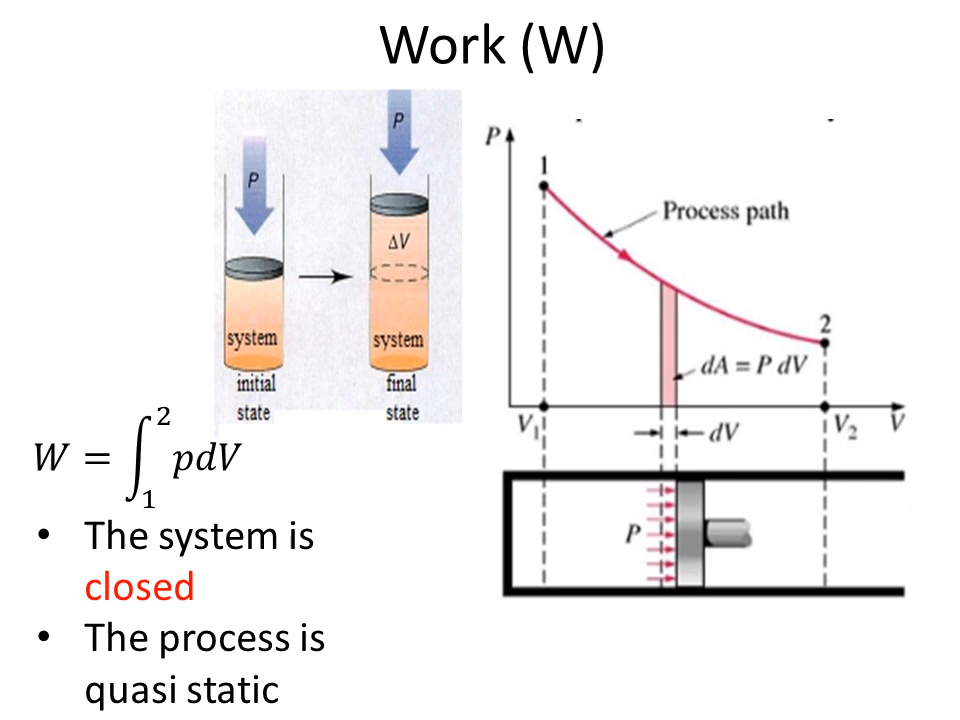 Work (W)
P
P
ΔV
system
system
initial
state
final
state
P
1
Process path
2
dA = P dV
V₁
dV
V₂
V
P
W = ∫₁² pdV
• The system is
closed
• The process is
quasi static